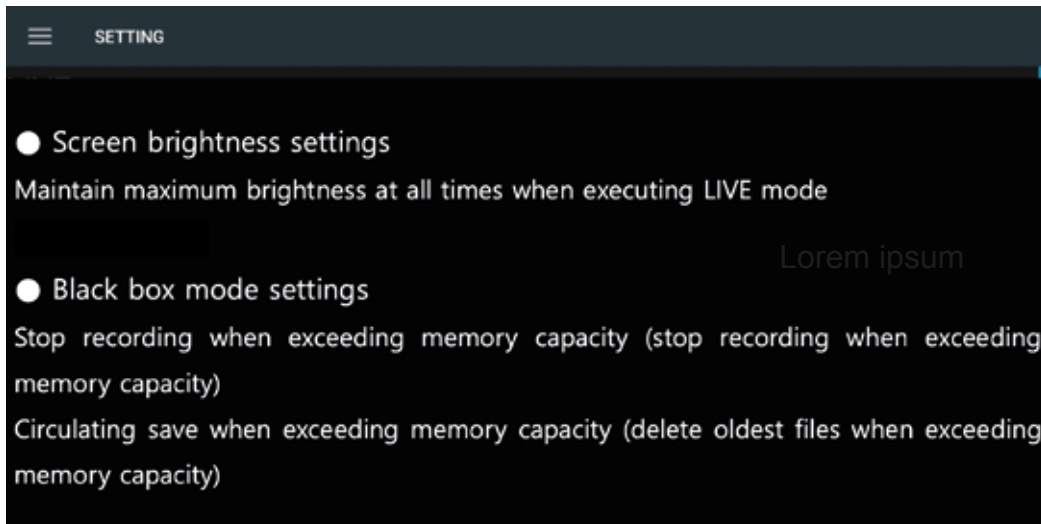 SETTING
● Screen brightness settings
Maintain maximum brightness at all times when executing LIVE mode
Lorem ipsum
● Black box mode settings
Stop recording when exceeding memory capacity (stop recording when exceeding
memory capacity)
Circulating save when exceeding memory capacity (delete oldest files when exceeding
memory capacity)